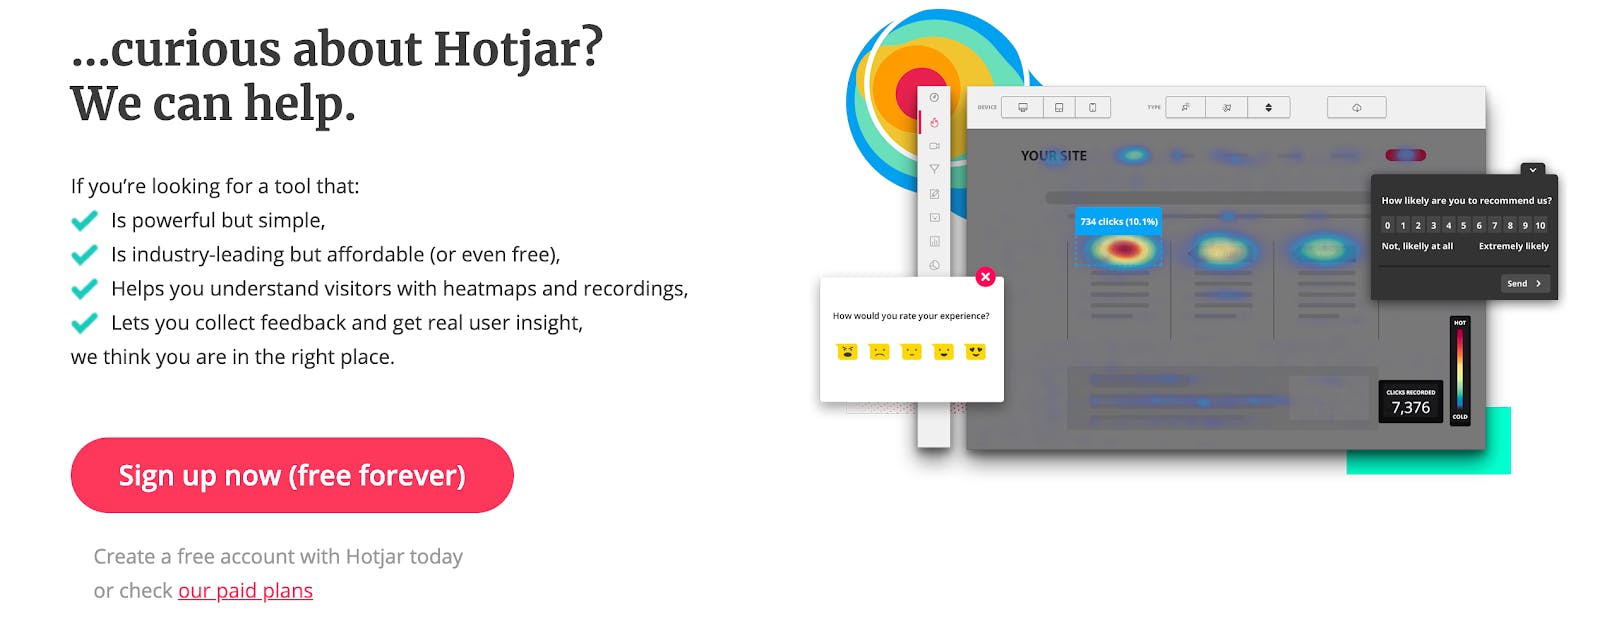 ...curious about Hotjar?
We can help.
If you’re looking for a tool that:
Is powerful but simple,
Is industry-leading but affordable (or even free),
Helps you understand visitors with heatmaps and recordings,
Lets you collect feedback and get real user insight,
we think you are in the right place.
Sign up now (free forever)
Create a free account with Hotjar today
or check our paid plans
DEVICE
TYPE
YOUR SITE
734 clicks (10.1%)
How likely are you to recommend us?
0 1 2 3 4 5 6 7 8 9 10
Not, likelly at all Extremely likely
Send
How would you rate your experience?
HOT
CLICKS RECORDED
7,376
COLD